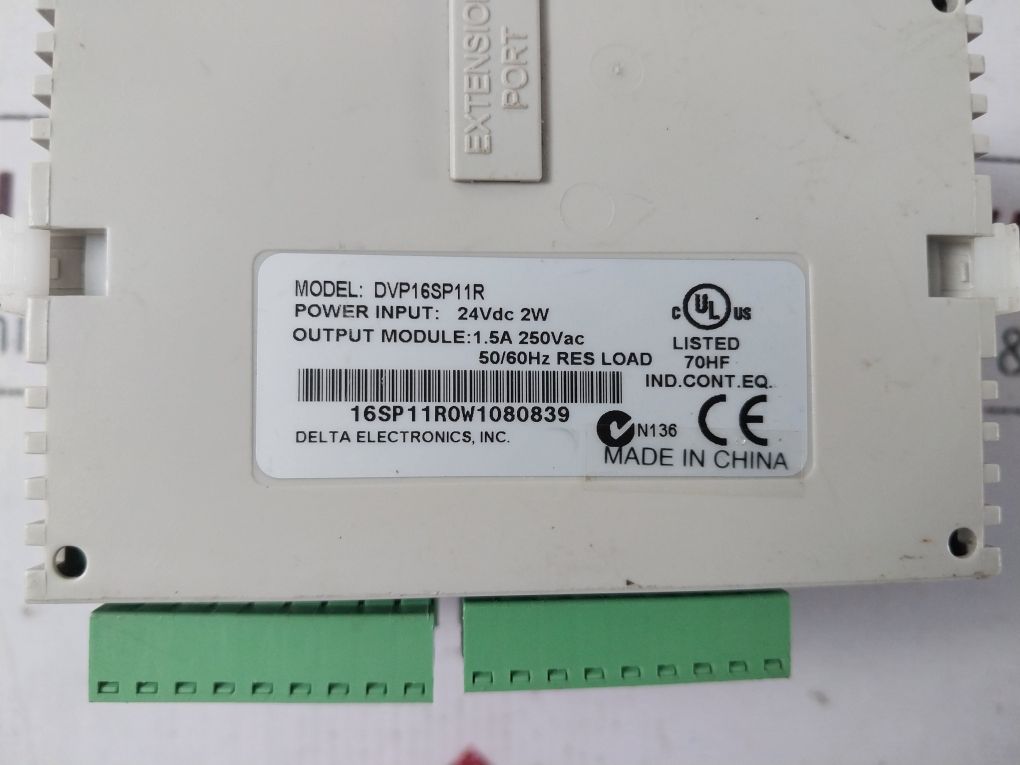 EXTENSION
PORT
MODEL: DVP16SP11R
POWER INPUT: 24Vdc 2W
OUTPUT MODULE:1.5A 250Vac
50/60Hz RES LOAD
16SP11R0W1080839
DELTA ELECTRONICS, INC.
C UL US
LISTED
70HF
IND.CONT.EQ.
N136 CE
MADE IN CHINA
8